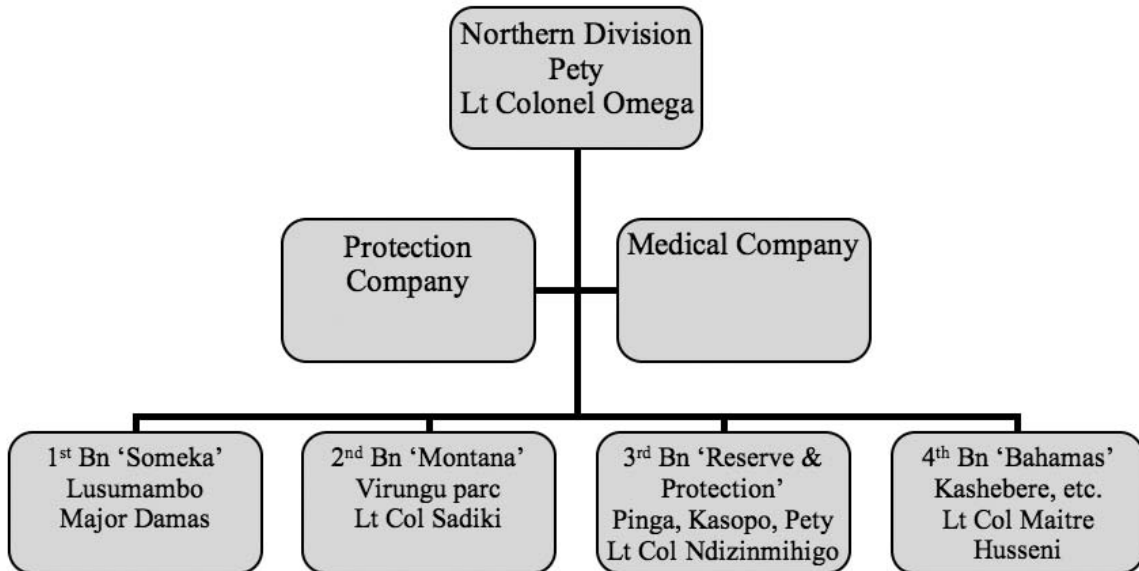 Northern Division
Pety
Lt Colonel Omega
Protection
Company
Medical Company
1st Bn ‘Someka’
Lusumambo
Major Damas
2nd Bn ‘Montana’
Virungu parc
Lt Col Sadiki
3rd Bn ‘Reserve &
Protection’
Pinga, Kasopo, Pety
Lt Col Ndizinmihigo
4th Bn ‘Bahamas’
Kashebere, etc.
Lt Col Maitre
Husseni